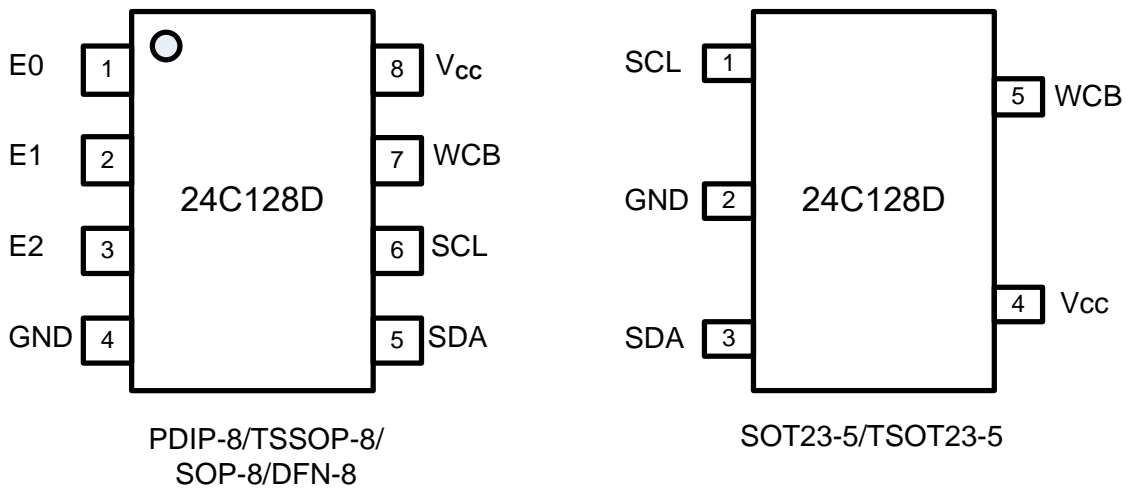 E0
1
8
Vcc
E1
2
7
WCB
24C128D
E2
3
6
SCL
GND
4
5
SDA
PDIP-8/TSSOP-8/
SOP-8/DFN-8
SCL
1
5
WCB
GND
2
24C128D
4
Vcc
SDA
3
SOT23-5/TSOT23-5